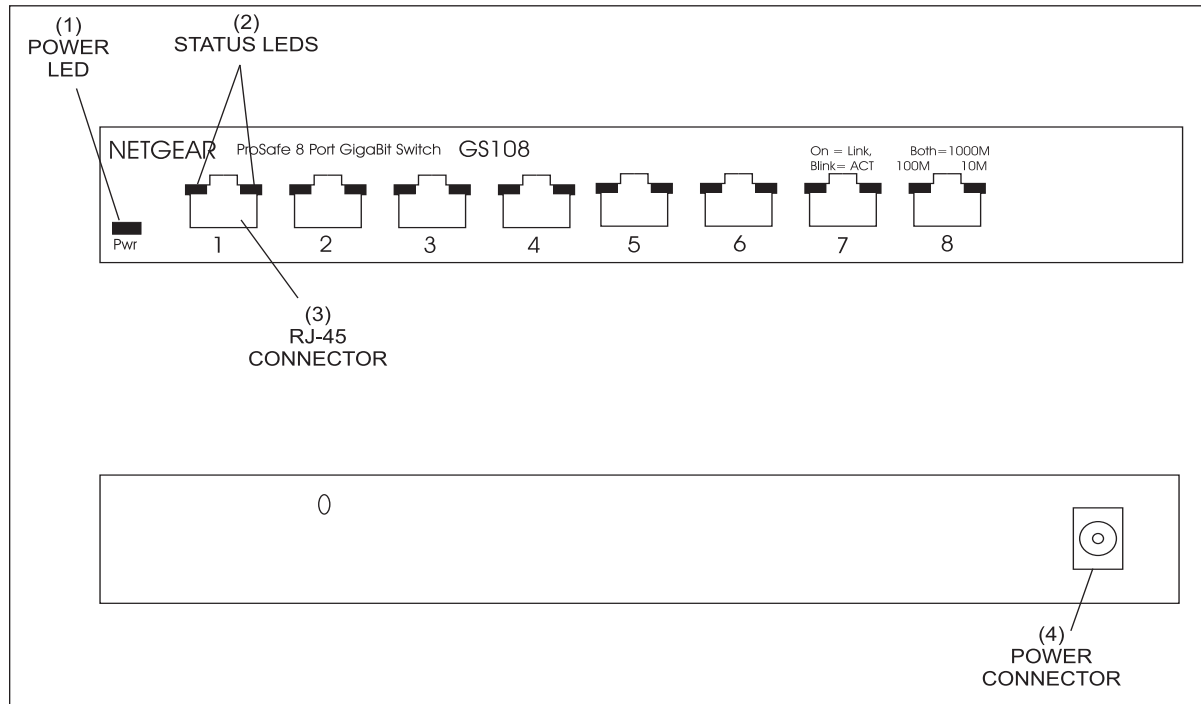 (1)
POWER
LED
(2)
STATUS LEDS
NETGEAR ProSafe 8 Port GigaBit Switch GS108
On = Link, Both=1000M
Blink= ACT 100M 10M
Pwr
1 2 3 4 5 6 7 8
(3)
RJ-45
CONNECTOR
(4)
POWER
CONNECTOR